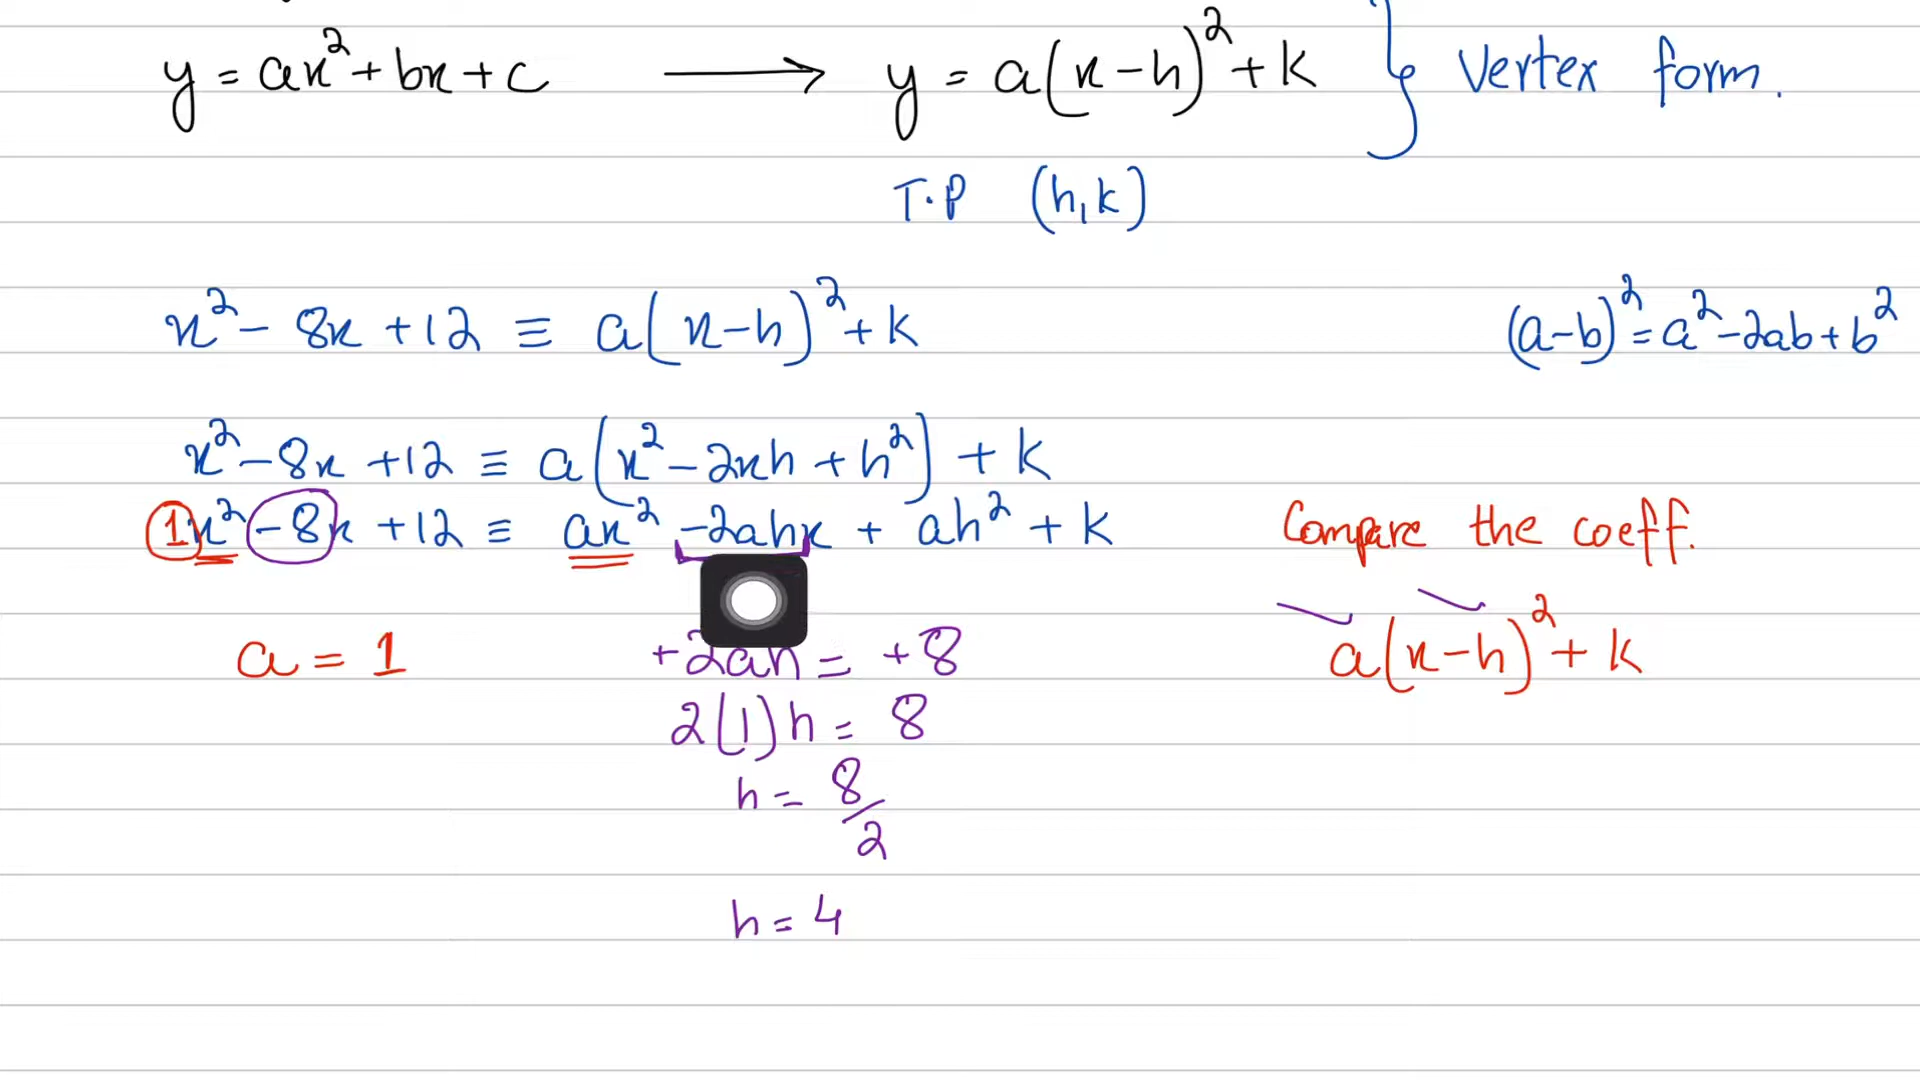 y = ax² + bx + c ⟶ y = a(x-h)² + k } Vertex form.
T.P (h,k)
x² - 8x + 12 ≡ a(x-h)² + k
(a-b)² = a² - 2ab + b²
x² - 8x + 12 ≡ a(x² - 2xh + h²) + k
1x² - 8x + 12 ≡ ax² - 2ahx + ah² + k
Compare the coeff.
a = 1
+2ah = +8
a(x-h)² + k
2(1)h = 8
h = 8/2
h = 4